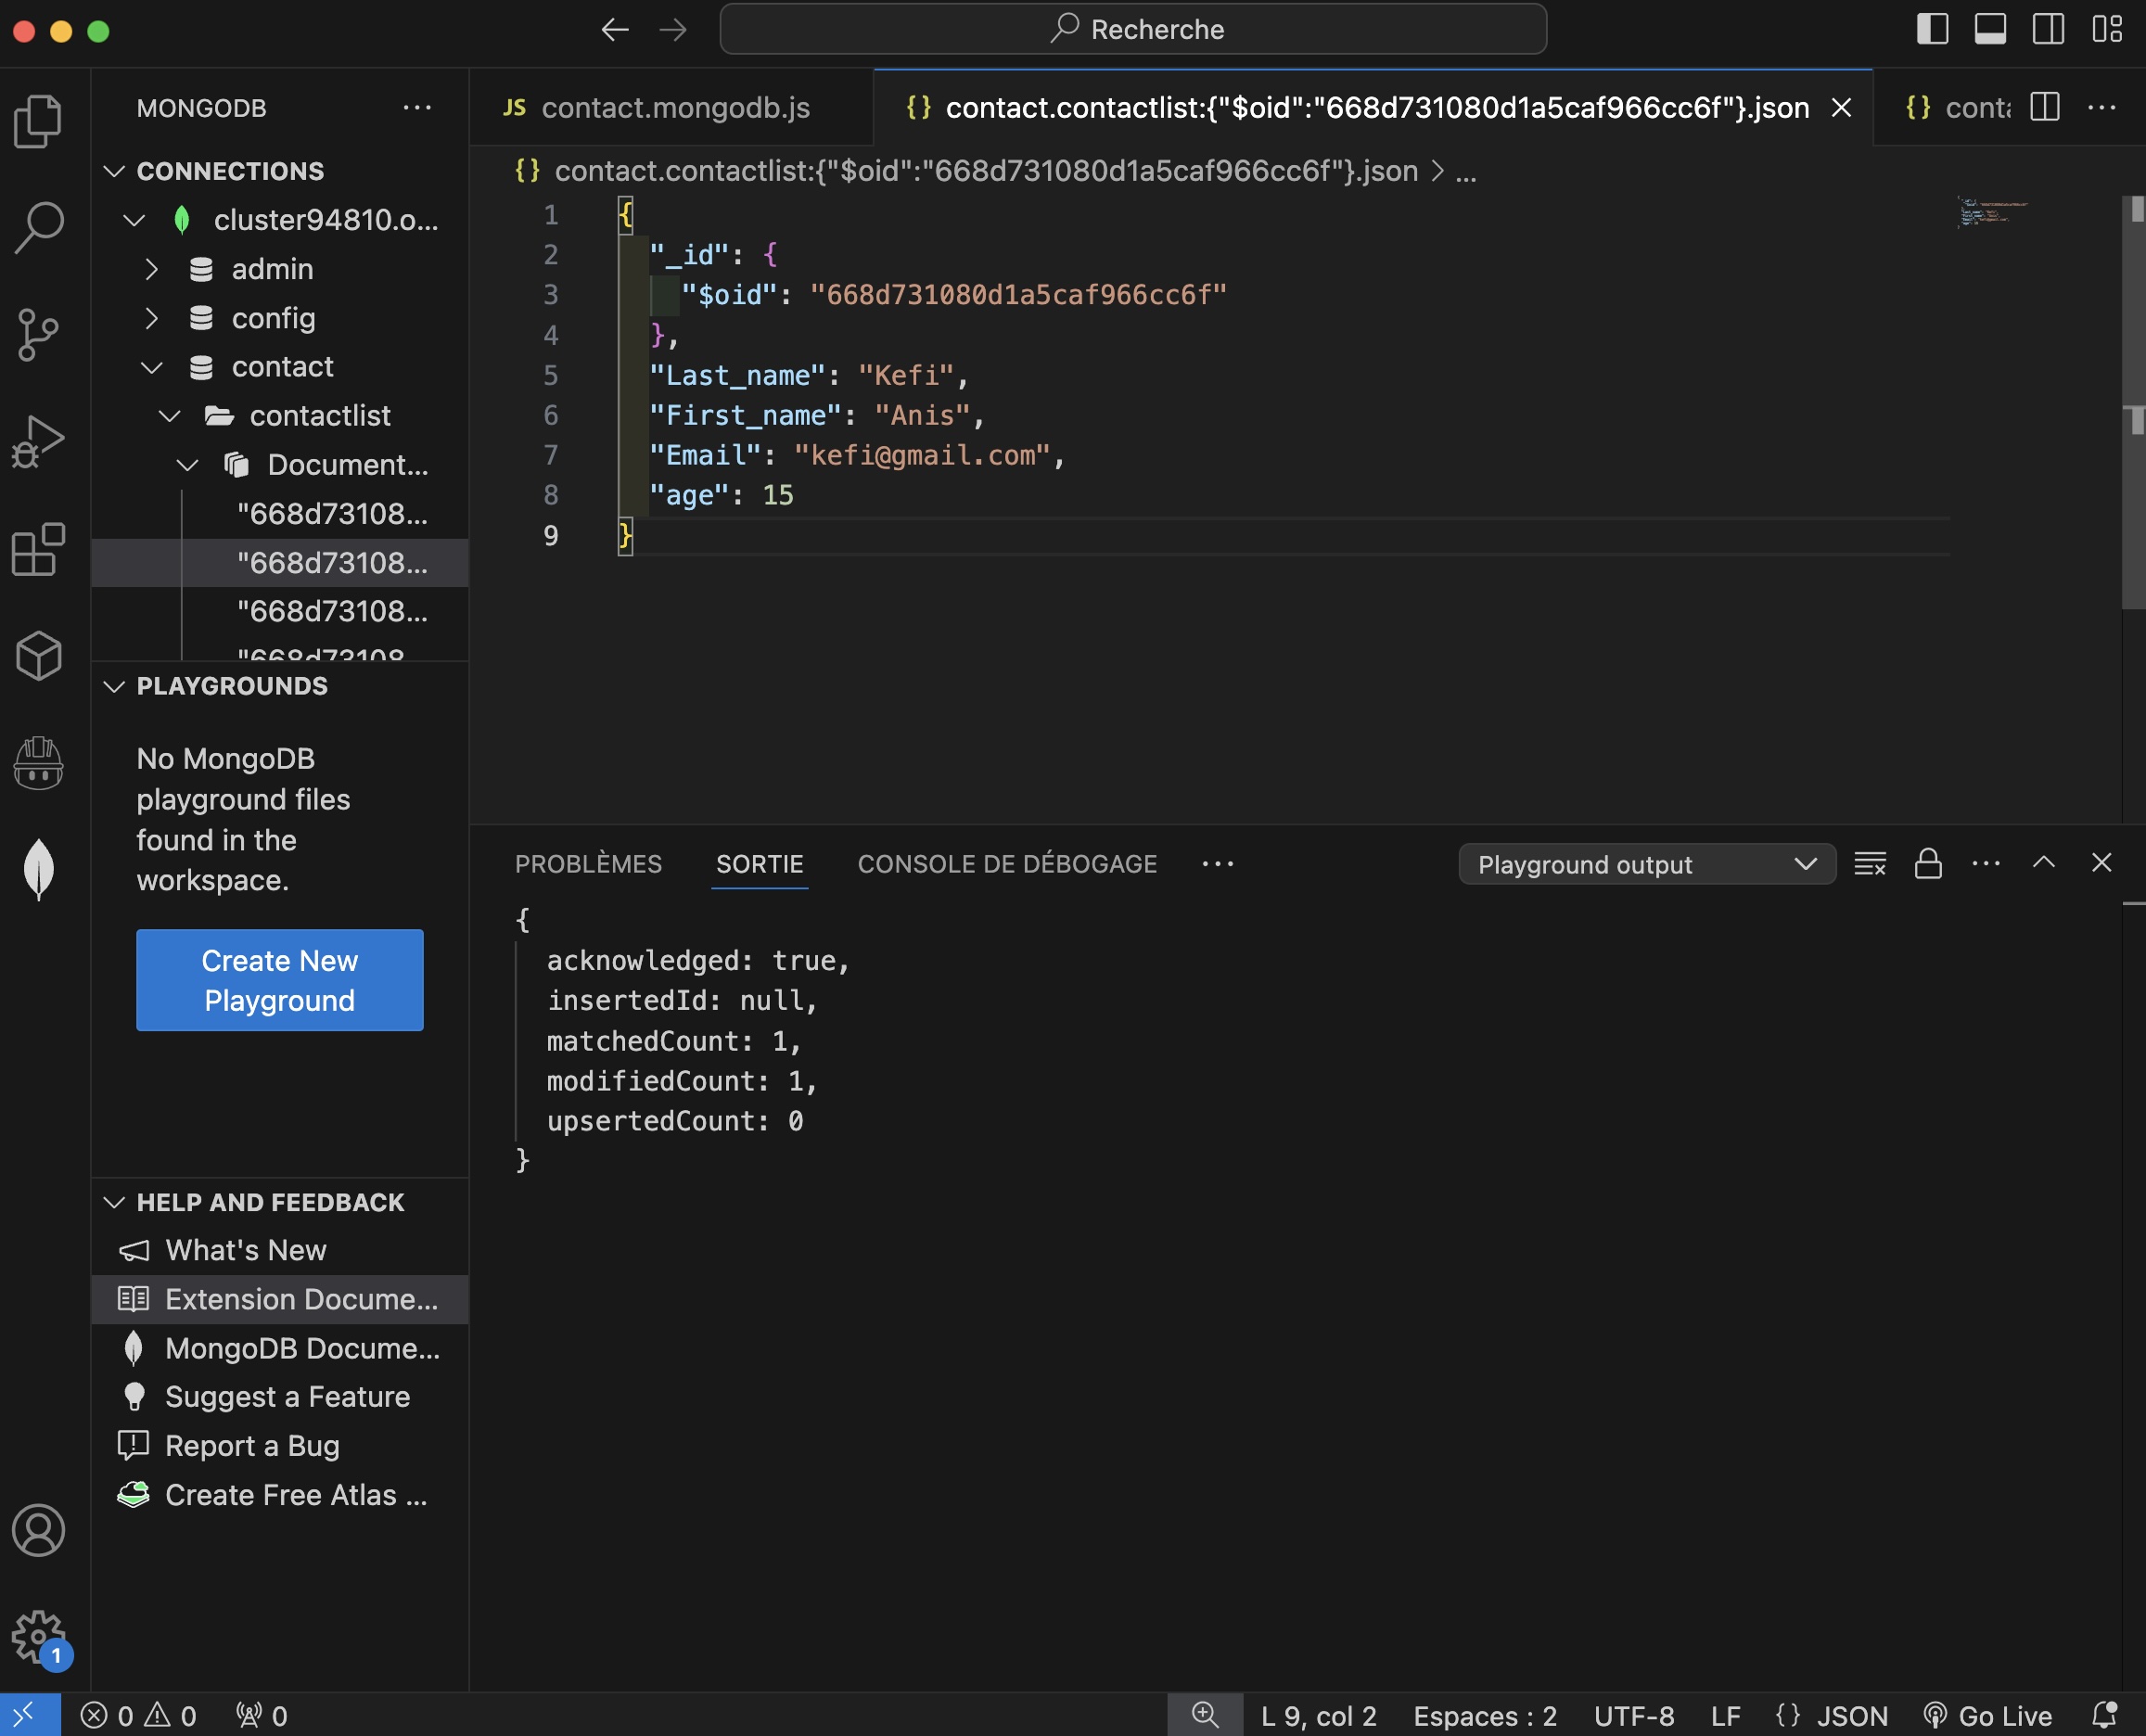 Recherche
MONGODB
CONNECTIONS
cluster94810.o...
admin
config
contact
contactlist
Document...
"668d73108...
"668d73108...
"668d73108...
"668d73108
PLAYGROUNDS
No MongoDB
playground files
found in the
workspace.
Create New
Playground
HELP AND FEEDBACK
What's New
Extension Docume...
MongoDB Docume...
Suggest a Feature
Report a Bug
Create Free Atlas ...
JS contact.mongodb.js
{} contact.contactlist:{"$oid":"668d731080d1a5caf966cc6f"}.json
{} conta
{} contact.contactlist:{"$oid":"668d731080d1a5caf966cc6f"}.json > ...
1 {
2 "_id": {
3 "$oid": "668d731080d1a5caf966cc6f"
4 },
5 "Last_name": "Kefi",
6 "First_name": "Anis",
7 "Email": "kefi@gmail.com",
8 "age": 15
9 }
PROBLÈMES SORTIE CONSOLE DE DÉBOGAGE ... Playground output
{
acknowledged: true,
insertedId: null,
matchedCount: 1,
modifiedCount: 1,
upsertedCount: 0
}
1
0 0 0 L 9, col 2 Espaces : 2 UTF-8 LF {} JSON Go Live